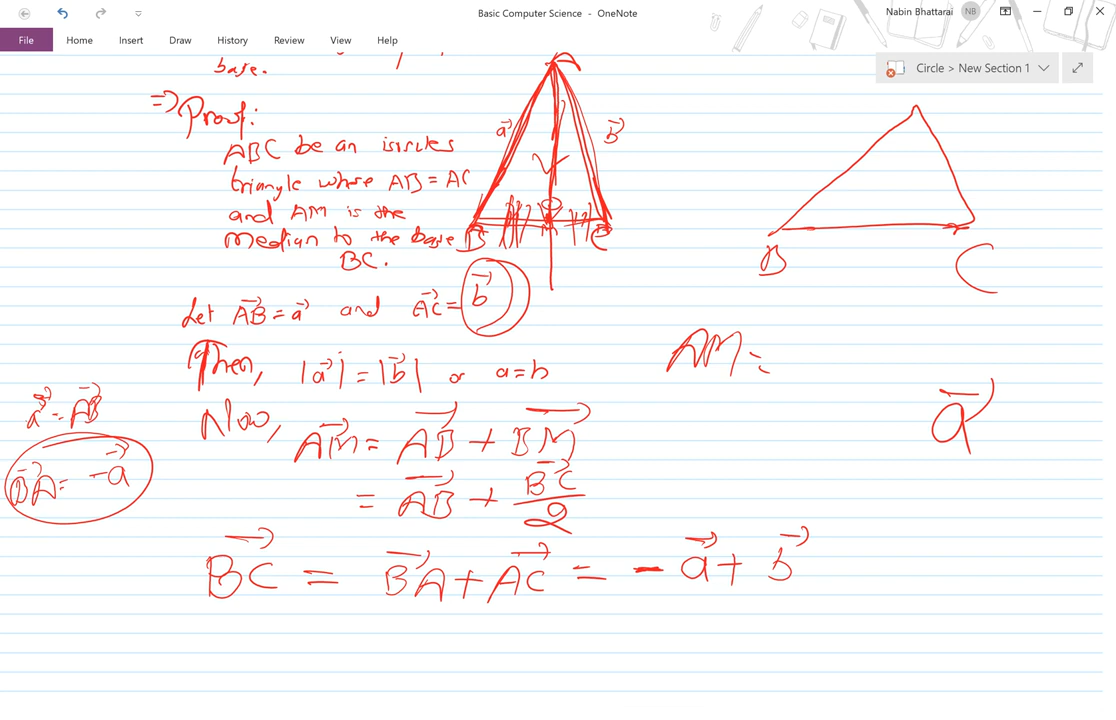 Basic Computer Science - OneNote
Nabin Bhattarai NB
File Home Insert Draw History Review View Help
Circle > New Section 1
base.
=> Proof:
ABC be an isosceles
triangle where AB = AC
and AM is the
median to the base
BC.
a⃗ b⃗
B M C
B C
Let AB⃗ = a⃗ and AC⃗ = b⃗
Then, |a⃗| = |b⃗| or a = b
AM =
a⃗ = AB⃗
BA⃗ = -a⃗
a⃗
Now, AM⃗ = AB⃗ + BM⃗
= AB⃗ + BC⃗/2
BC⃗ = BA⃗ + AC⃗ = - a⃗ + b⃗